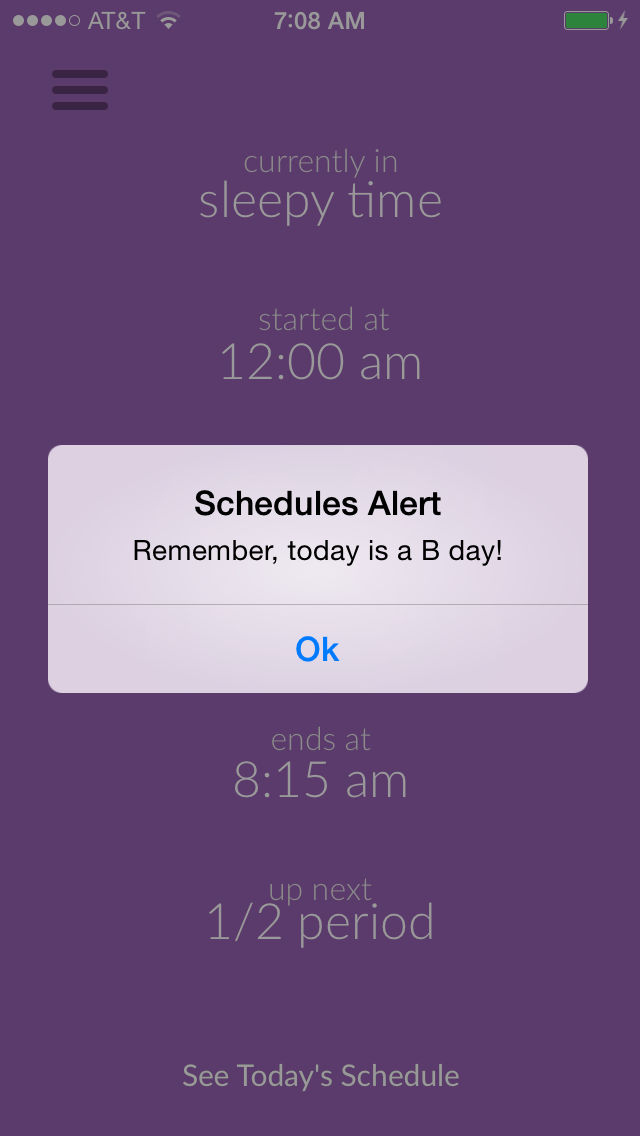 AT&T 7:08 AM
currently in
sleepy time
started at
12:00 am
Schedules Alert
Remember, today is a B day!
Ok
ends at
8:15 am
up next
1/2 period
See Today's Schedule